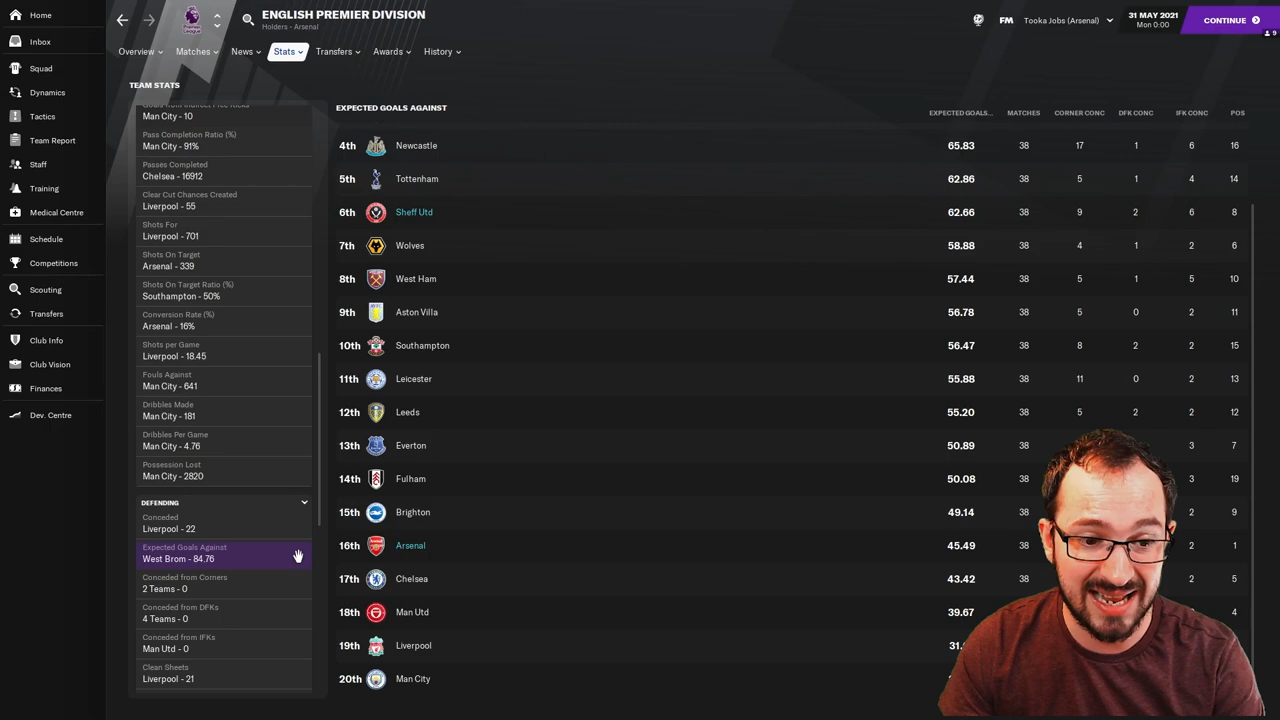 Home
Inbox
Squad
Dynamics
Tactics
Team Report
Staff
Training
Medical Centre
Schedule
Competitions
Scouting
Transfers
Club Info
Club Vision
Finances
Dev. Centre
ENGLISH PREMIER DIVISION
Holders - Arsenal
FM
Tooka Jobs (Arsenal)
31 MAY 2021
Mon 0:00
CONTINUE
9
Overview
Matches
News
Stats
Transfers
Awards
History
TEAM STATS
Goals from Indirect Free Kicks
Man City - 10
Pass Completion Ratio (%)
Man City - 91%
Passes Completed
Chelsea - 16912
Clear Cut Chances Created
Liverpool - 55
Shots For
Liverpool - 701
Shots On Target
Arsenal - 339
Shots On Target Ratio (%)
Southampton - 50%
Conversion Rate (%)
Arsenal - 16%
Shots per Game
Liverpool - 18.45
Fouls Against
Man City - 641
Dribbles Made
Man City - 181
Dribbles Per Game
Man City - 4.76
Possession Lost
Man City - 2820
DEFENDING
Conceded
Liverpool - 22
Expected Goals Against
West Brom - 84.76
Conceded from Corners
2 Teams - 0
Conceded from DFKs
4 Teams - 0
Conceded from IFKs
Man Utd - 0
Clean Sheets
Liverpool - 21
EXPECTED GOALS AGAINST
EXPECTED GOALS... MATCHES CORNER CONC DFK CONC IFK CONC POS
4th Newcastle 65.83 38 17 1 6 16
5th Tottenham 62.86 38 5 1 4 14
6th Sheff Utd 62.66 38 9 2 6 8
7th Wolves 58.88 38 4 1 2 6
8th West Ham 57.44 38 5 1 5 10
9th Aston Villa 56.78 38 5 0 2 11
10th Southampton 56.47 38 8 2 2 15
11th Leicester 55.88 38 11 0 2 13
12th Leeds 55.20 38 5 2 2 12
13th Everton 50.89 38 3 7
14th Fulham 50.08 38 3 19
15th Brighton 49.14 38 2 9
16th Arsenal 45.49 38 2 1
17th Chelsea 43.42 38 2 5
18th Man Utd 39.67 38 4
19th Liverpool 31.
20th Man City